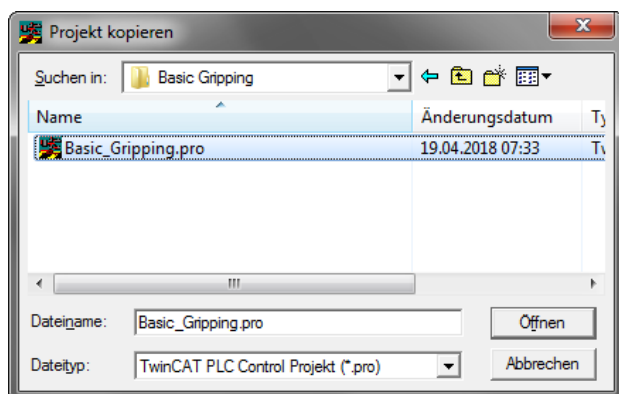 Projekt kopieren
Suchen in: Basic Gripping
Name Änderungsdatum
Basic_Gripping.pro 19.04.2018 07:33
Dateiname: Basic_Gripping.pro Öffnen
Dateityp: TwinCAT PLC Control Projekt (*.pro) Abbrechen